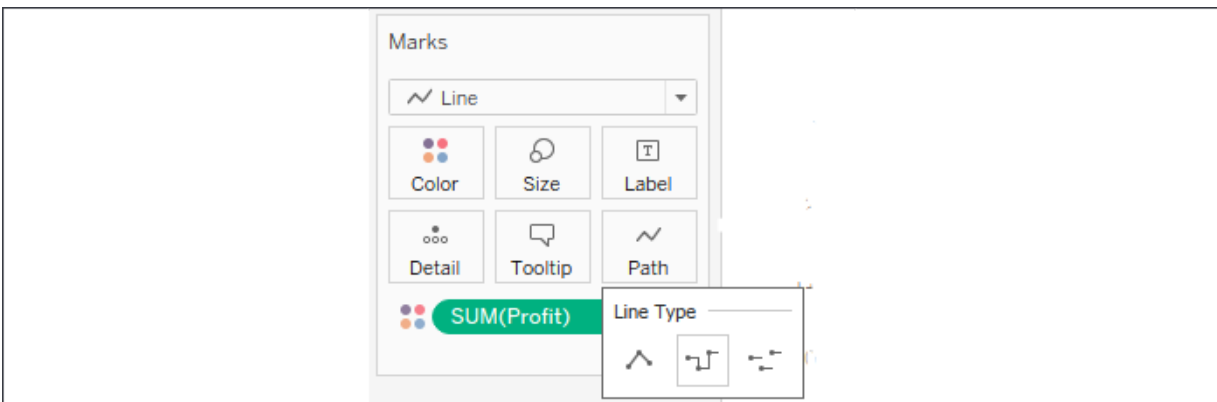 Marks
Line
Color Size Label
Detail Tooltip Path
SUM(Profit)
Line Type